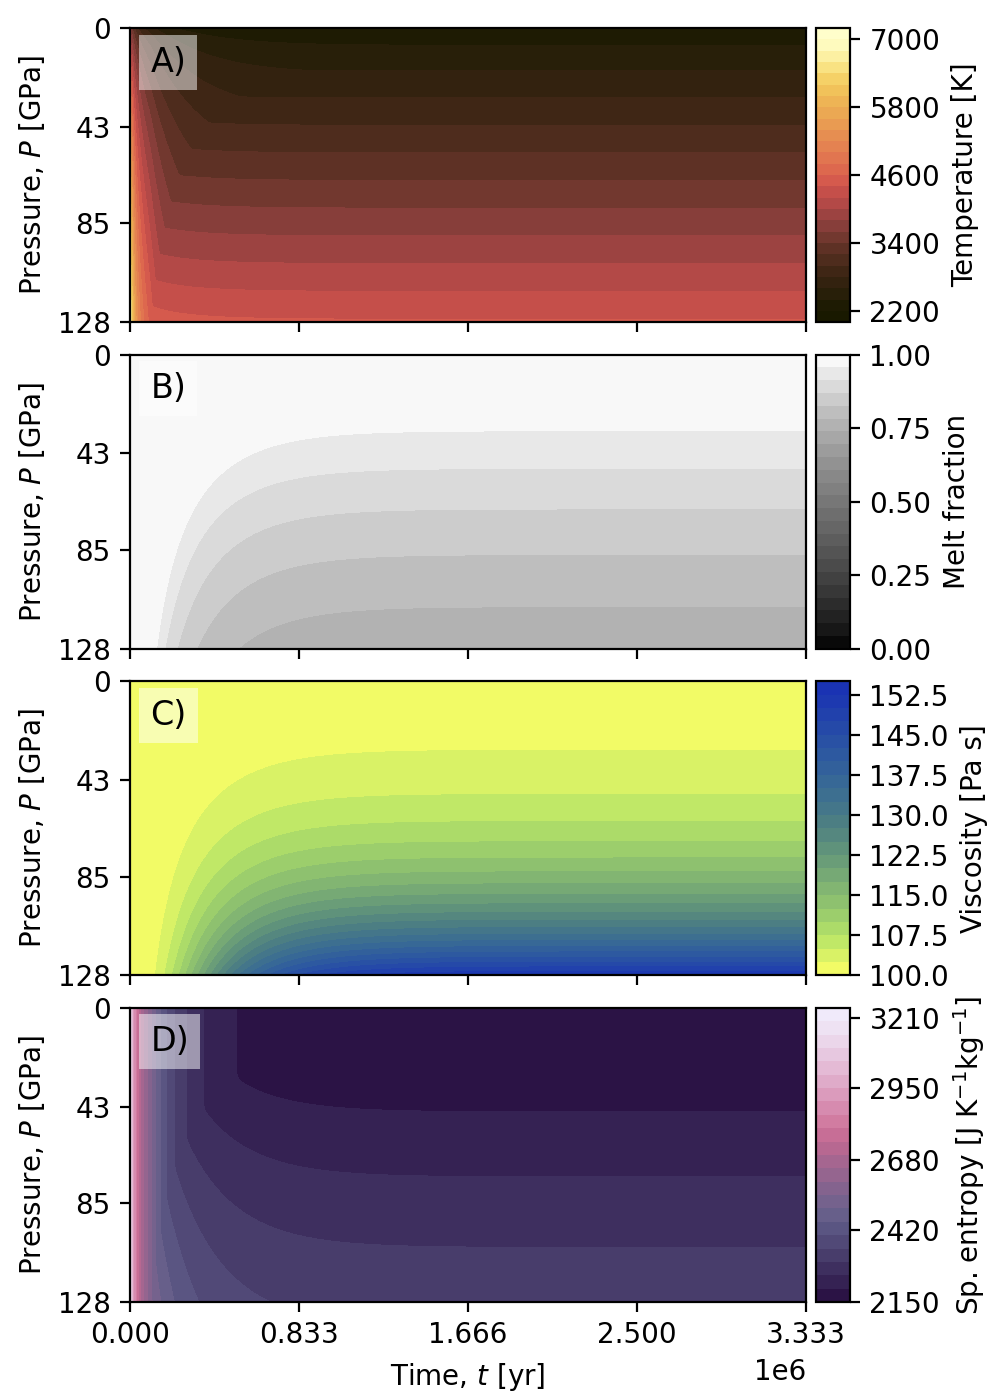 A)
0
43
85
128
Pressure, P [GPa]
7000
5800
4600
3400
2200
Temperature [K]
B)
0
43
85
128
Pressure, P [GPa]
1.00
0.75
0.50
0.25
0.00
Melt fraction
C)
0
43
85
128
Pressure, P [GPa]
152.5
145.0
137.5
130.0
122.5
115.0
107.5
100.0
Viscosity [Pa s]
D)
0
43
85
128
Pressure, P [GPa]
3210
2950
2680
2420
2150
Sp. entropy [J K⁻¹kg⁻¹]
0.000 0.833 1.666 2.500 3.333
1e6
Time, t [yr]